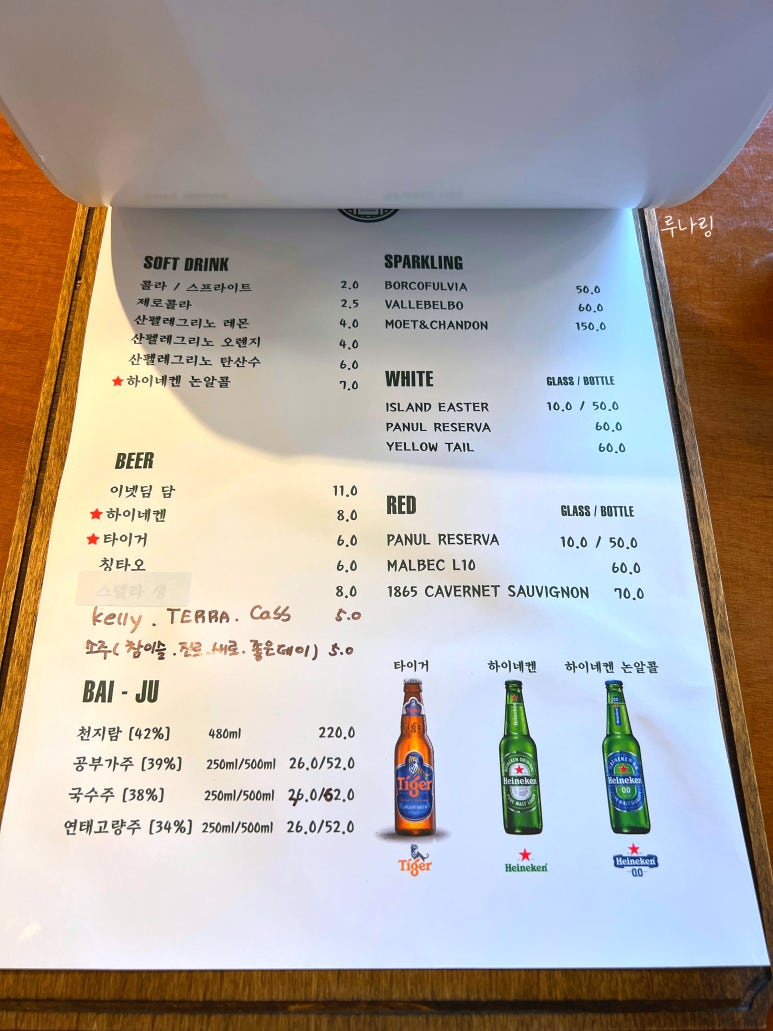 루나링
SOFT DRINK
콜라 / 스프라이트 2.0
제로콜라 2.5
산펠레그리노 레몬 4.0
산펠레그리노 오렌지 4.0
산펠레그리노 탄산수 6.0
★하이네켄 논알콜 7.0
BEER
이넷딤 담 11.0
★하이네켄 8.0
★타이거 6.0
칭타오 6.0
스텔라 생 8.0
Kelly . TERRA . Cass 5.0
소주( 참이슬 .진로 .새로 . 좋은데이) 5.0
BAI - JU
천지람 [42%] 480ml 220.0
공부가주 [39%] 250ml/500ml 26.0/52.0
국수주 [38%] 250ml/500ml 26.0/62.0
연태고량주 [34%] 250ml/500ml 26.0/52.0
SPARKLING
BORCOFULVIA 50.0
VALLEBELBO 60.0
MOET&CHANDON 150.0
WHITE GLASS / BOTTLE
ISLAND EASTER 10.0 / 50.0
PANUL RESERVA 60.0
YELLOW TAIL 60.0
RED GLASS / BOTTLE
PANUL RESERVA 10.0 / 50.0
MALBEC L10 60.0
1865 CAVERNET SAUVIGNON 70.0
타이거 하이네켄 하이네켄 논알콜
Tiger
Heineken
Heineken
0.0
Tiger
Heineken
Heineken
0.0